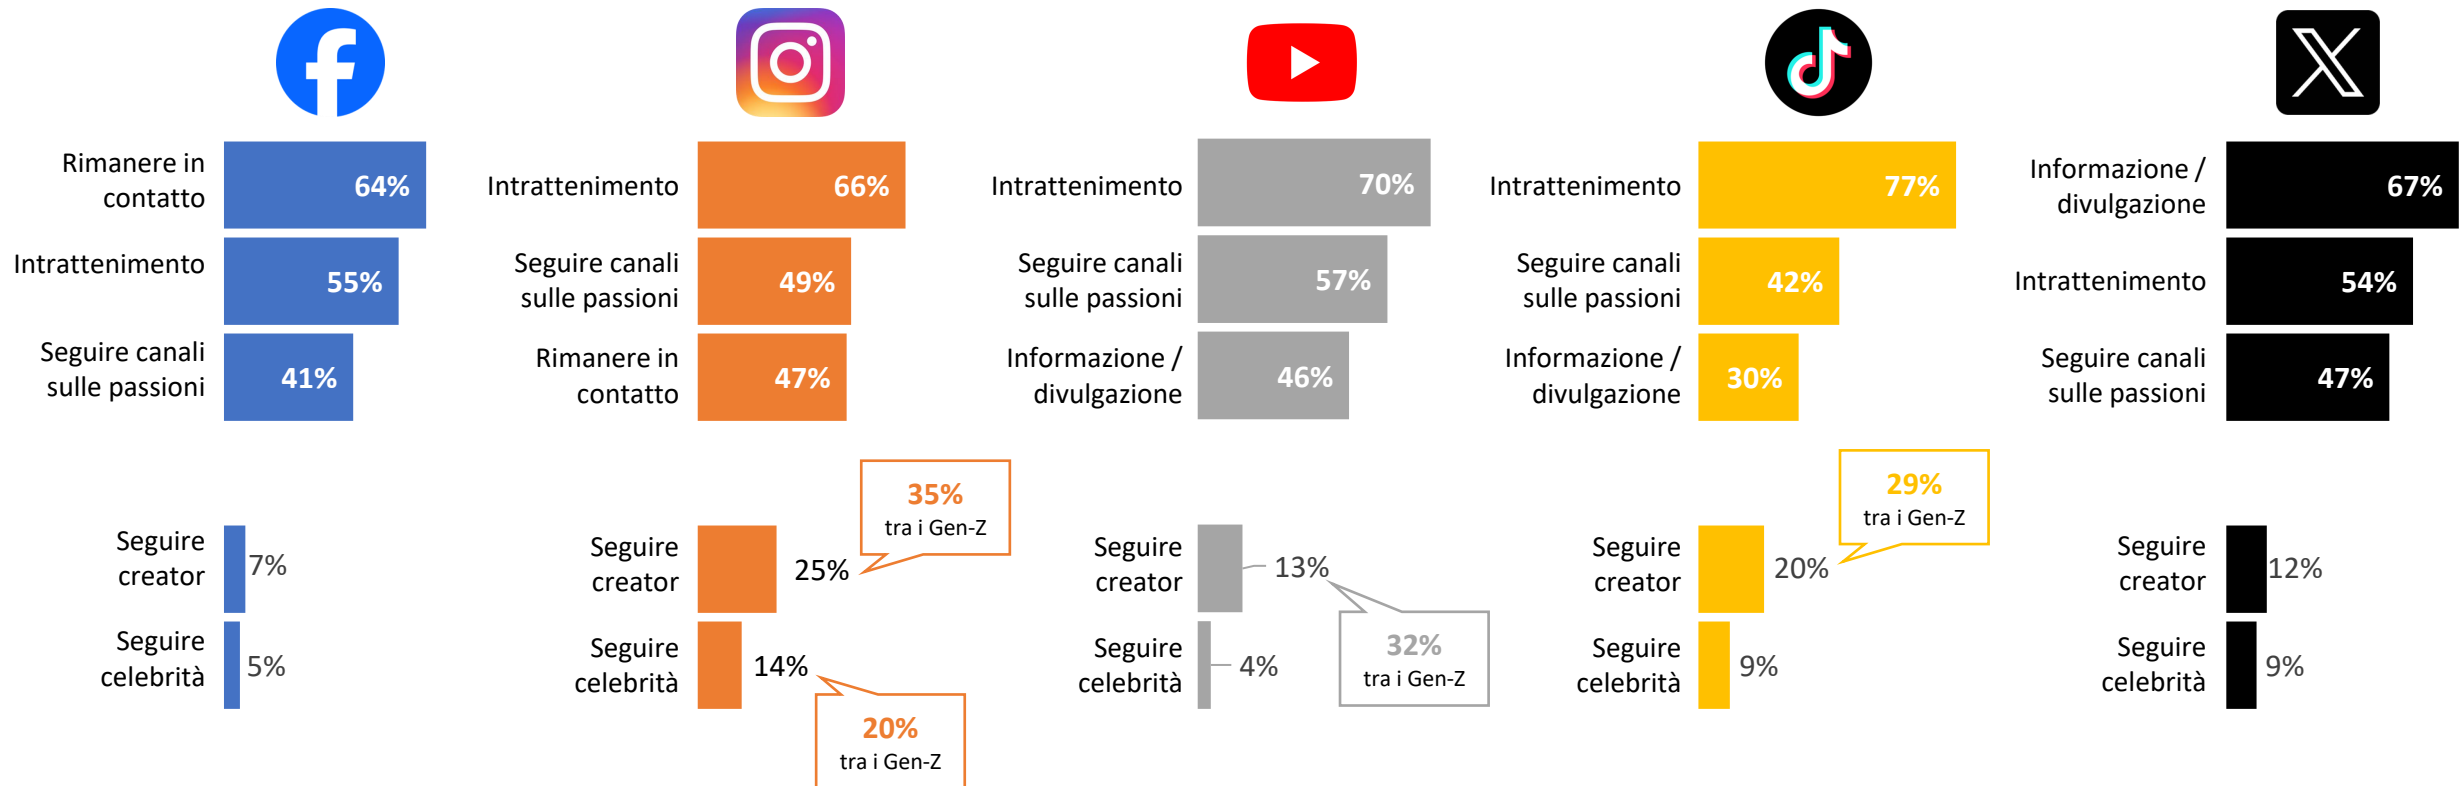 Rimanere in
contatto
64%
Intrattenimento
55%
Seguire canali
sulle passioni
41%
Seguire
creator
7%
Seguire
celebrità
5%
Intrattenimento
66%
Seguire canali
sulle passioni
49%
Rimanere in
contatto
47%
35%
tra i Gen-Z
Seguire
creator
25%
Seguire
celebrità
14%
20%
tra i Gen-Z
Intrattenimento
70%
Seguire canali
sulle passioni
57%
Informazione /
divulgazione
46%
Seguire
creator
13%
32%
tra i Gen-Z
Seguire
celebrità
4%
Intrattenimento
77%
Seguire canali
sulle passioni
42%
Informazione /
divulgazione
30%
29%
tra i Gen-Z
Seguire
creator
20%
Seguire
celebrità
9%
Informazione /
divulgazione
67%
Intrattenimento
54%
Seguire canali
sulle passioni
47%
Seguire
creator
12%
Seguire
celebrità
9%